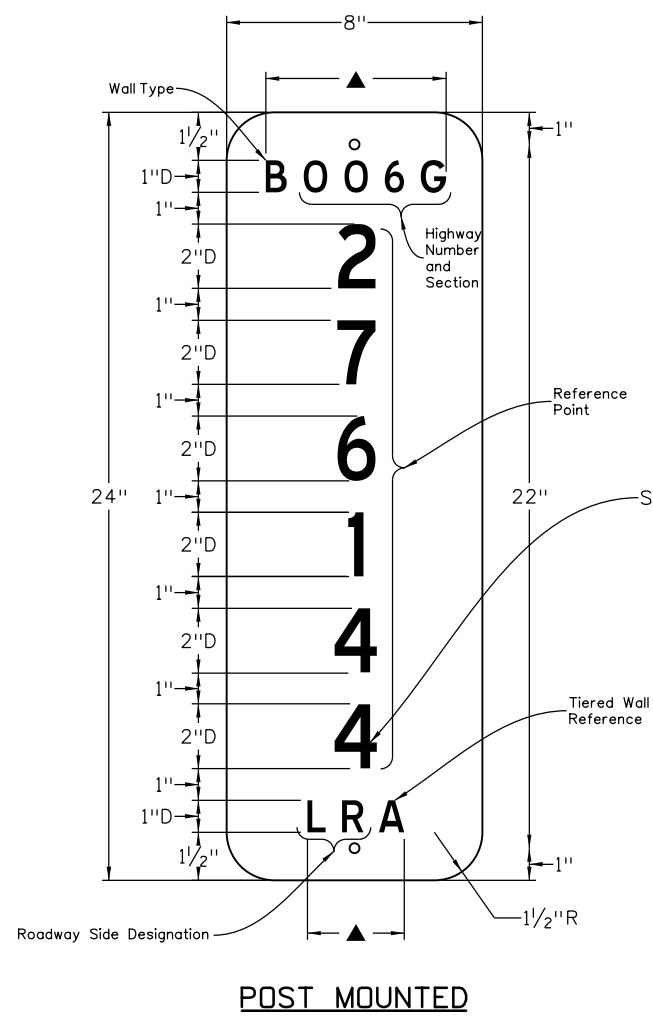 8"
Wall Type
1½"
1"
1"D
B 0 0 6 G
1"
Highway
Number
and
Section
2"D
2
1"
2"D
7
1"
Reference
Point
2"D
6
24"
1"
22"
S
2"D
1
1"
2"D
4
1"
Tiered Wall
Reference
2"D
4
1"
1"D
L R A
1½"
1"
1½"R
Roadway Side Designation
POST MOUNTED